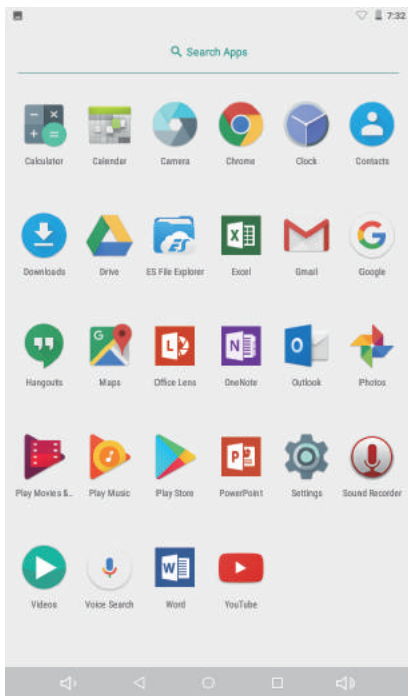 7:32
Search Apps
Calculator Calendar Camera Chrome Clock Contacts
Downloads Drive ES File Explorer Excel Gmail Google
Hangouts Maps Office Lens OneNote Outlook Photos
Play Movies &.. Play Music Play Store PowerPoint Settings Sound Recorder
Videos Voice Search Word YouTube